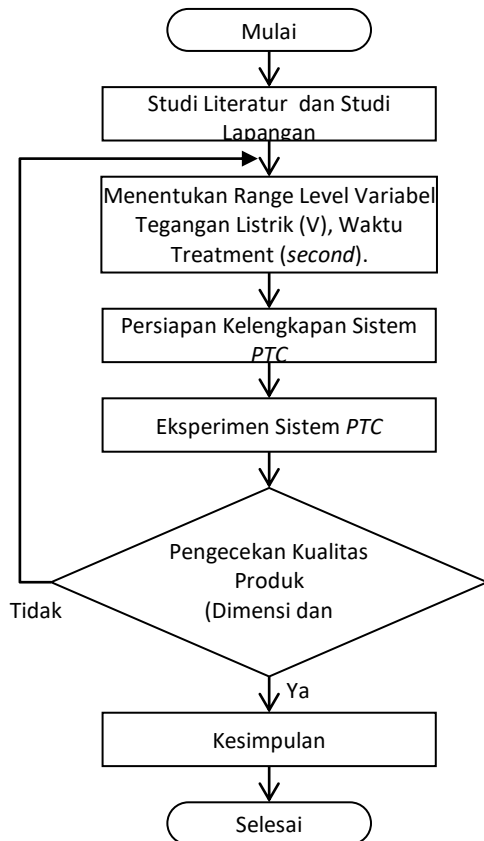 Mulai
Studi Literatur dan Studi
Lapangan
Menentukan Range Level Variabel
Tegangan Listrik (V), Waktu
Treatment (second).
Persiapan Kelengkapan Sistem
PTC
Eksperimen Sistem PTC
Pengecekan Kualitas
Produk
(Dimensi dan
Tidak
Ya
Kesimpulan
Selesai